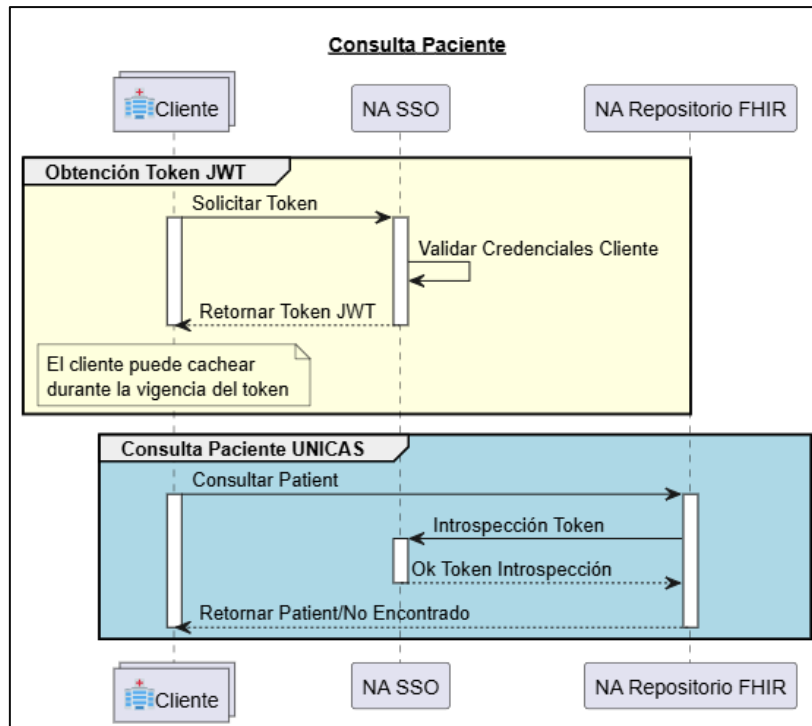 Consulta Paciente
Cliente
NA SSO
NA Repositorio FHIR
Obtención Token JWT
Solicitar Token
Validar Credenciales Cliente
Retornar Token JWT
El cliente puede cachear
durante la vigencia del token
Consulta Paciente UNICAS
Consultar Patient
Introspección Token
Ok Token Introspección
Retornar Patient/No Encontrado
Cliente
NA SSO
NA Repositorio FHIR